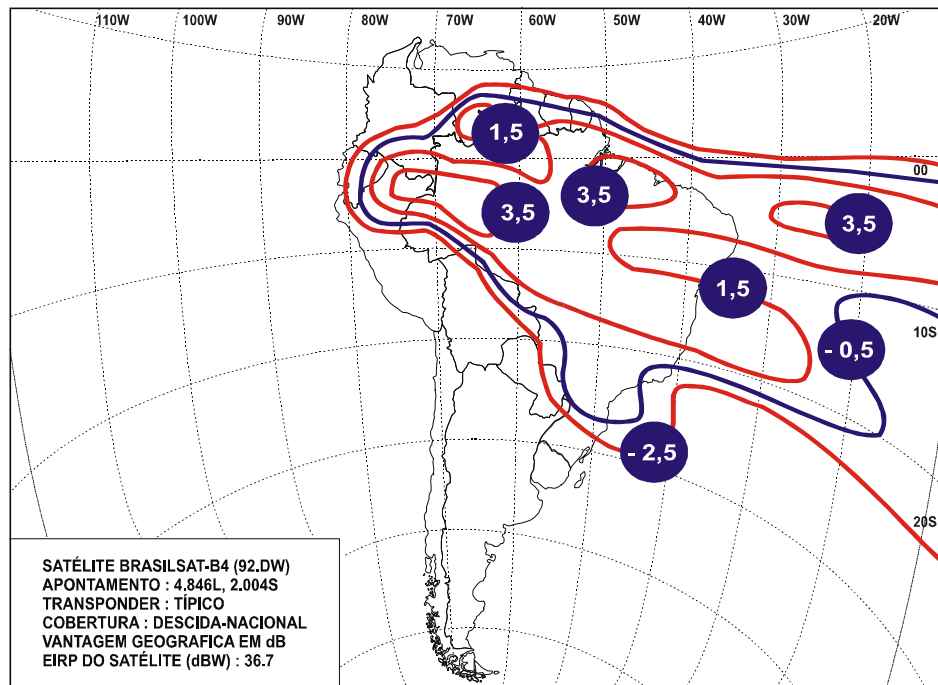 110W 100W 90W 80W 70W 60W 50W 40W 30W 20W
1,5
00
3,5
3,5
3,5
1,5
10S
- 0,5
- 2,5
20S
SATÉLITE BRASILSAT-B4 (92.DW)
APONTAMENTO : 4.846L, 2.004S
TRANSPONDER : TÍPICO
COBERTURA : DESCIDA-NACIONAL
VANTAGEM GEOGRAFICA EM dB
EIRP DO SATÉLITE (dBW) : 36.7